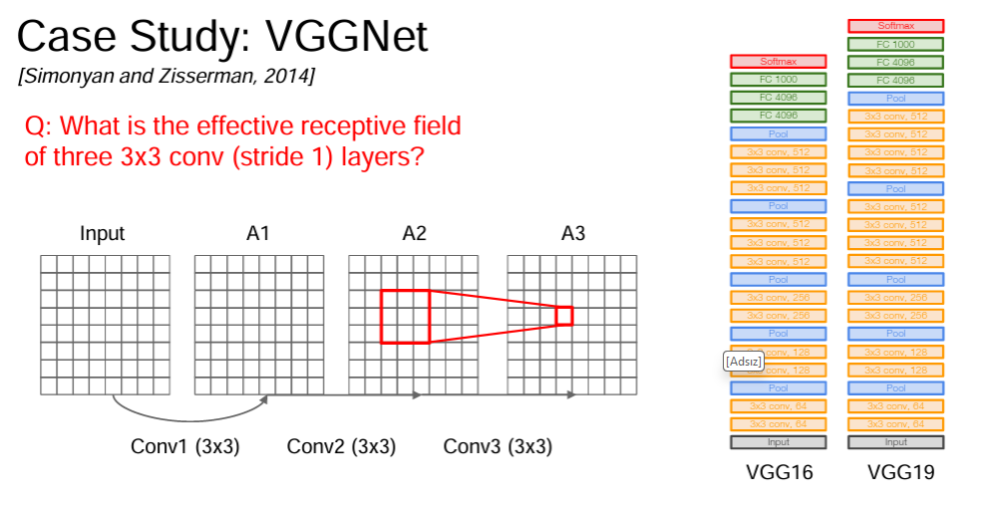 Case Study: VGGNet
[Simonyan and Zisserman, 2014]
Q: What is the effective receptive field
of three 3x3 conv (stride 1) layers?
Input
A1
A2
A3
Conv1 (3x3)
Conv2 (3x3)
Conv3 (3x3)
Softmax
FC 1000
FC 4096
FC 4096
Pool
3x3 conv, 512
3x3 conv, 512
3x3 conv, 512
Pool
3x3 conv, 512
3x3 conv, 512
3x3 conv, 512
Pool
3x3 conv, 256
3x3 conv, 256
Pool
conv, 128
[Adsız]
conv, 128
Pool
3x3 conv, 64
3x3 conv, 64
Input
VGG16
Softmax
FC 1000
FC 4096
FC 4096
Pool
3x3 conv, 512
3x3 conv, 512
3x3 conv, 512
3x3 conv, 512
Pool
3x3 conv, 512
3x3 conv, 512
3x3 conv, 512
3x3 conv, 512
Pool
3x3 conv, 256
3x3 conv, 256
Pool
3x3 conv, 128
3x3 conv, 128
Pool
3x3 conv, 64
3x3 conv, 64
Input
VGG19